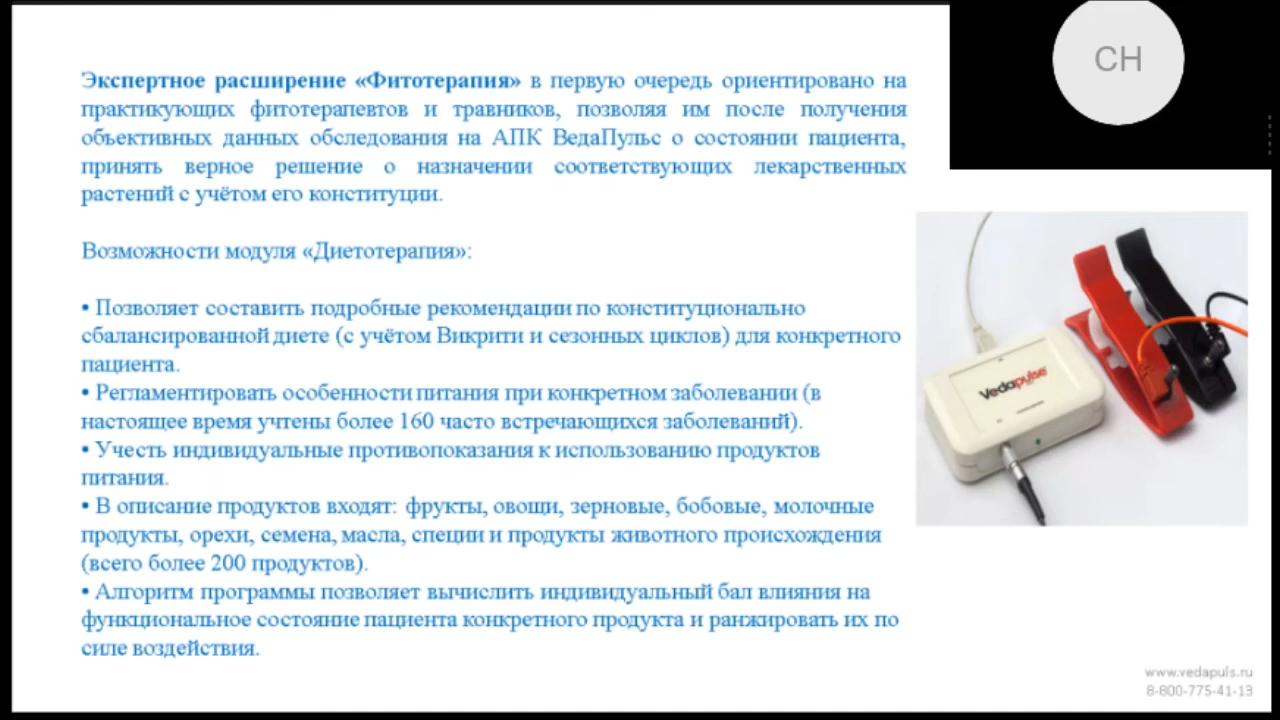 Экспертное расширение «Фитотерапия» в первую очередь ориентировано на
практикующих фитотерапевтов и травников, позволяя им после получения
объективных данных обследования на АПК ВедаПульс о состоянии пациента,
принять верное решение о назначении соответствующих лекарственных
растений с учётом его конституции.
Возможности модуля «Диетотерапия»:
• Позволяет составить подробные рекомендации по конституционально
сбалансированной диете (с учётом Викрити и сезонных циклов) для конкретного
пациента.
• Регламентировать особенности питания при конкретном заболевании (в
настоящее время учтены более 160 часто встречающихся заболеваний).
• Учесть индивидуальные противопоказания к использованию продуктов
питания.
• В описание продуктов входят: фрукты, овощи, зерновые, бобовые, молочные
продукты, орехи, семена, масла, специи и продукты животного происхождения
(всего более 200 продуктов).
• Алгоритм программы позволяет вычислить индивидуальный бал влияния на
функциональное состояние пациента конкретного продукта и ранжировать их по
силе воздействия.
CH
Vedapulse
www.vedapuls.ru
8-800-775-41-13